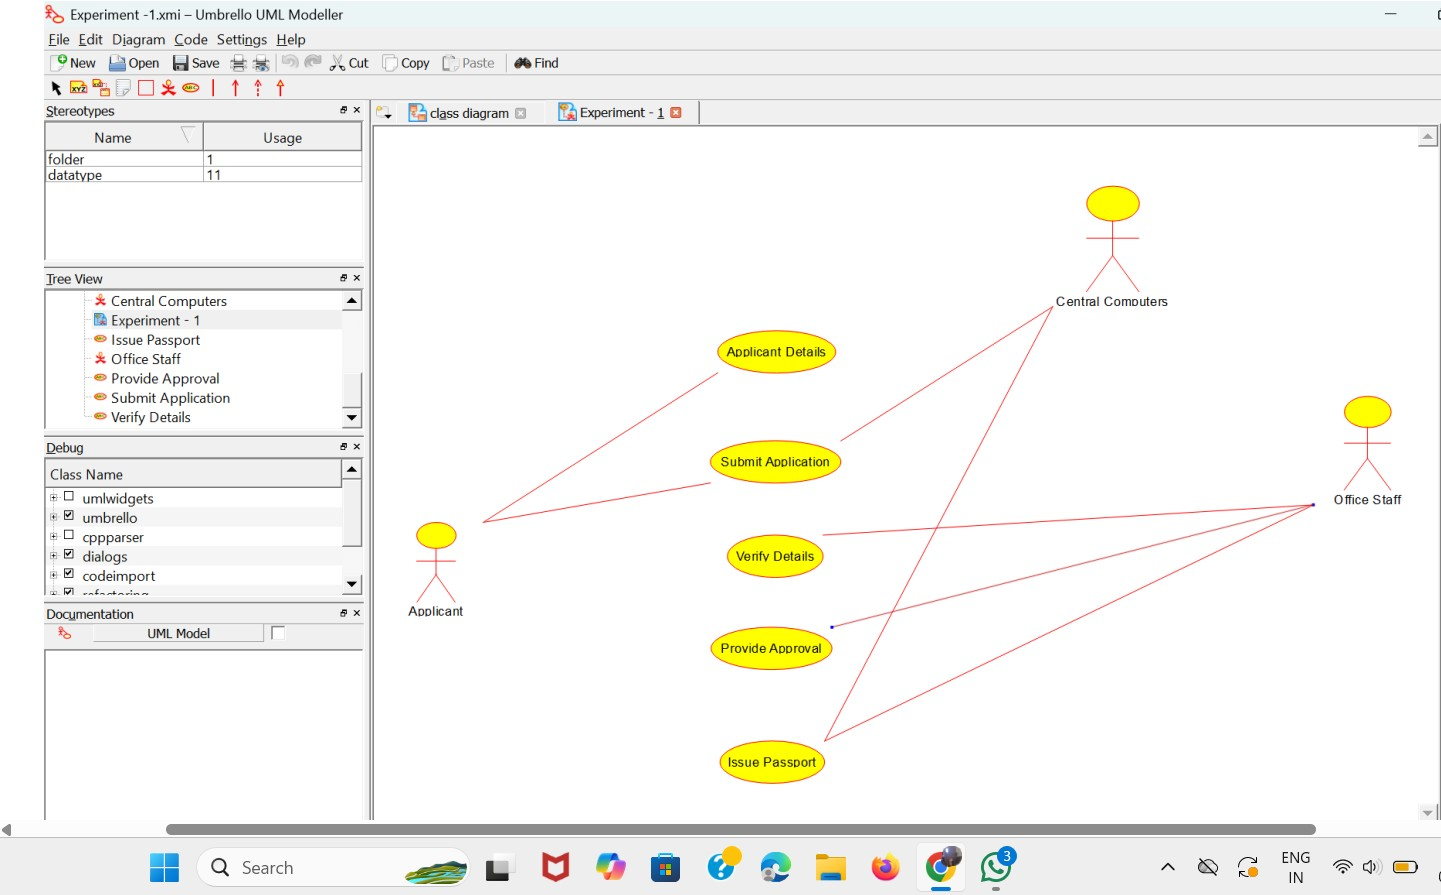 Experiment -1.xmi – Umbrello UML Modeller
File Edit Diagram Code Settings Help
New Open Save Cut Copy Paste Find
Stereotypes
class diagram Experiment - 1
Name Usage
folder 1
datatype 11
Tree View
Central Computers
Experiment - 1
Issue Passport
Office Staff
Provide Approval
Submit Application
Verify Details
Debug
Class Name
umlwidgets
umbrello
cppparser
dialogs
codeimport
refactoring
Documentation
UML Model
Central Computers
Applicant Details
Submit Application
Office Staff
Verify Details
Applicant
Provide Approval
Issue Passport
Search
3
ENG
IN